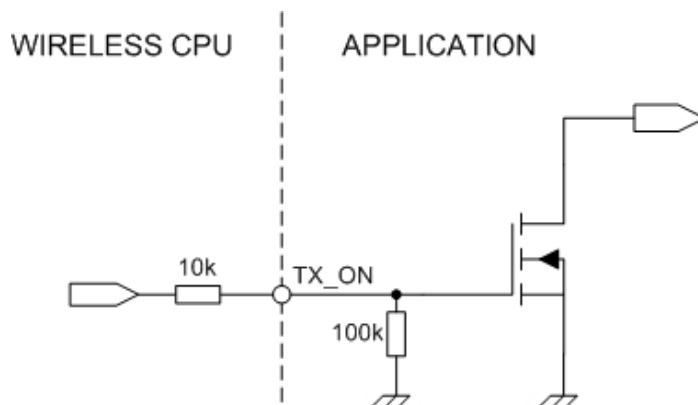 WIRELESS CPU
APPLICATION
10k
TX_ON
100k